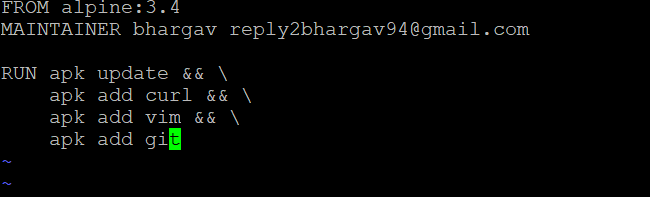 FROM alpine:3.4
MAINTAINER bhargav reply2bhargav94@gmail.com
RUN apk update && \
apk add curl && \
apk add vim && \
apk add git
~
~